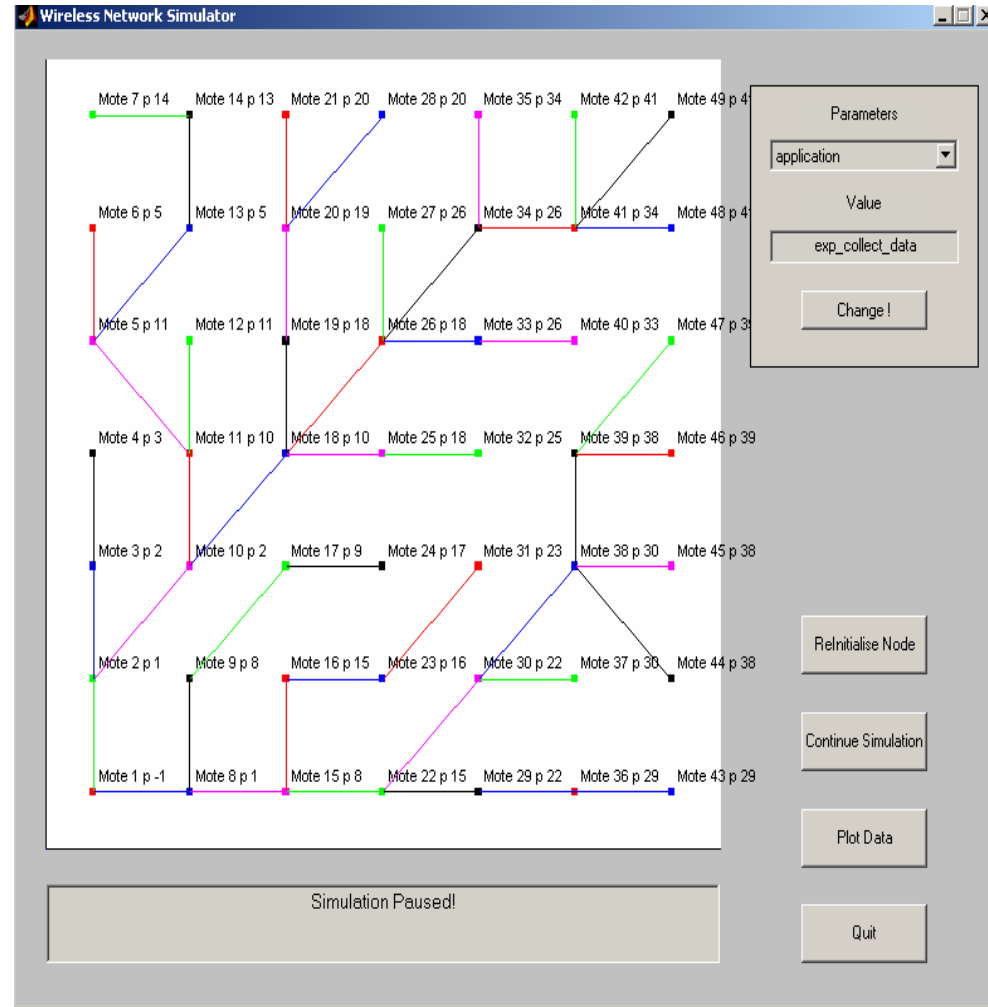 Wireless Network Simulator
Mote 7 p 14 Mote 14 p 13 Mote 21 p 20 Mote 28 p 20 Mote 35 p 34 Mote 42 p 41 Mote 49 p 41
Mote 6 p 5 Mote 13 p 5 Mote 20 p 19 Mote 27 p 26 Mote 34 p 26 Mote 41 p 34 Mote 48 p 41
Mote 5 p 11 Mote 12 p 11 Mote 19 p 18 Mote 26 p 18 Mote 33 p 26 Mote 40 p 33 Mote 47 p 39
Mote 4 p 3 Mote 11 p 10 Mote 18 p 10 Mote 25 p 18 Mote 32 p 25 Mote 39 p 38 Mote 46 p 39
Mote 3 p 2 Mote 10 p 2 Mote 17 p 9 Mote 24 p 17 Mote 31 p 23 Mote 38 p 30 Mote 45 p 38
Mote 2 p 1 Mote 9 p 8 Mote 16 p 15 Mote 23 p 16 Mote 30 p 22 Mote 37 p 30 Mote 44 p 38
Mote 1 p -1 Mote 8 p 1 Mote 15 p 8 Mote 22 p 15 Mote 29 p 22 Mote 36 p 29 Mote 43 p 29
Parameters
application
Value
exp_collect_data
Change !
ReInitialise Node
Continue Simulation
Plot Data
Quit
Simulation Paused!